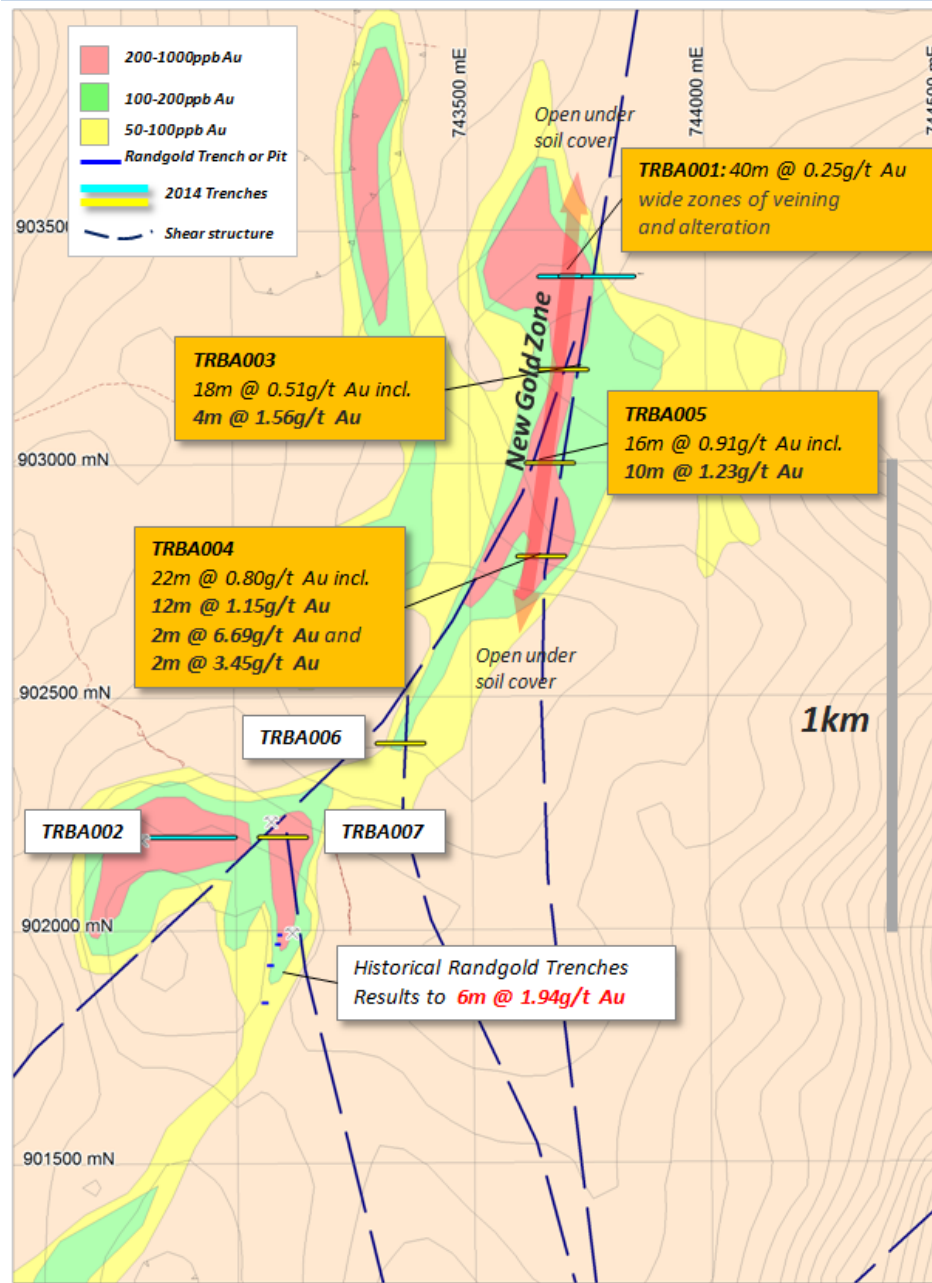 200-1000ppb Au
100-200ppb Au
50-100ppb Au
Randgold Trench or Pit
2014 Trenches
Shear structure
743500 mE
744000 mE
Open under
soil cover
TRBA001: 40m @ 0.25g/t Au
wide zones of veining
and alteration
New Gold Zone
TRBA003
18m @ 0.51g/t Au incl.
4m @ 1.56g/t Au
TRBA005
16m @ 0.91g/t Au incl.
10m @ 1.23g/t Au
903000 mN
TRBA004
22m @ 0.80g/t Au incl.
12m @ 1.15g/t Au
2m @ 6.69g/t Au and
2m @ 3.45g/t Au
Open under
soil cover
902500 mN
1km
TRBA006
TRBA002
TRBA007
902000 mN
Historical Randgold Trenches
Results to 6m @ 1.94g/t Au
901500 mN